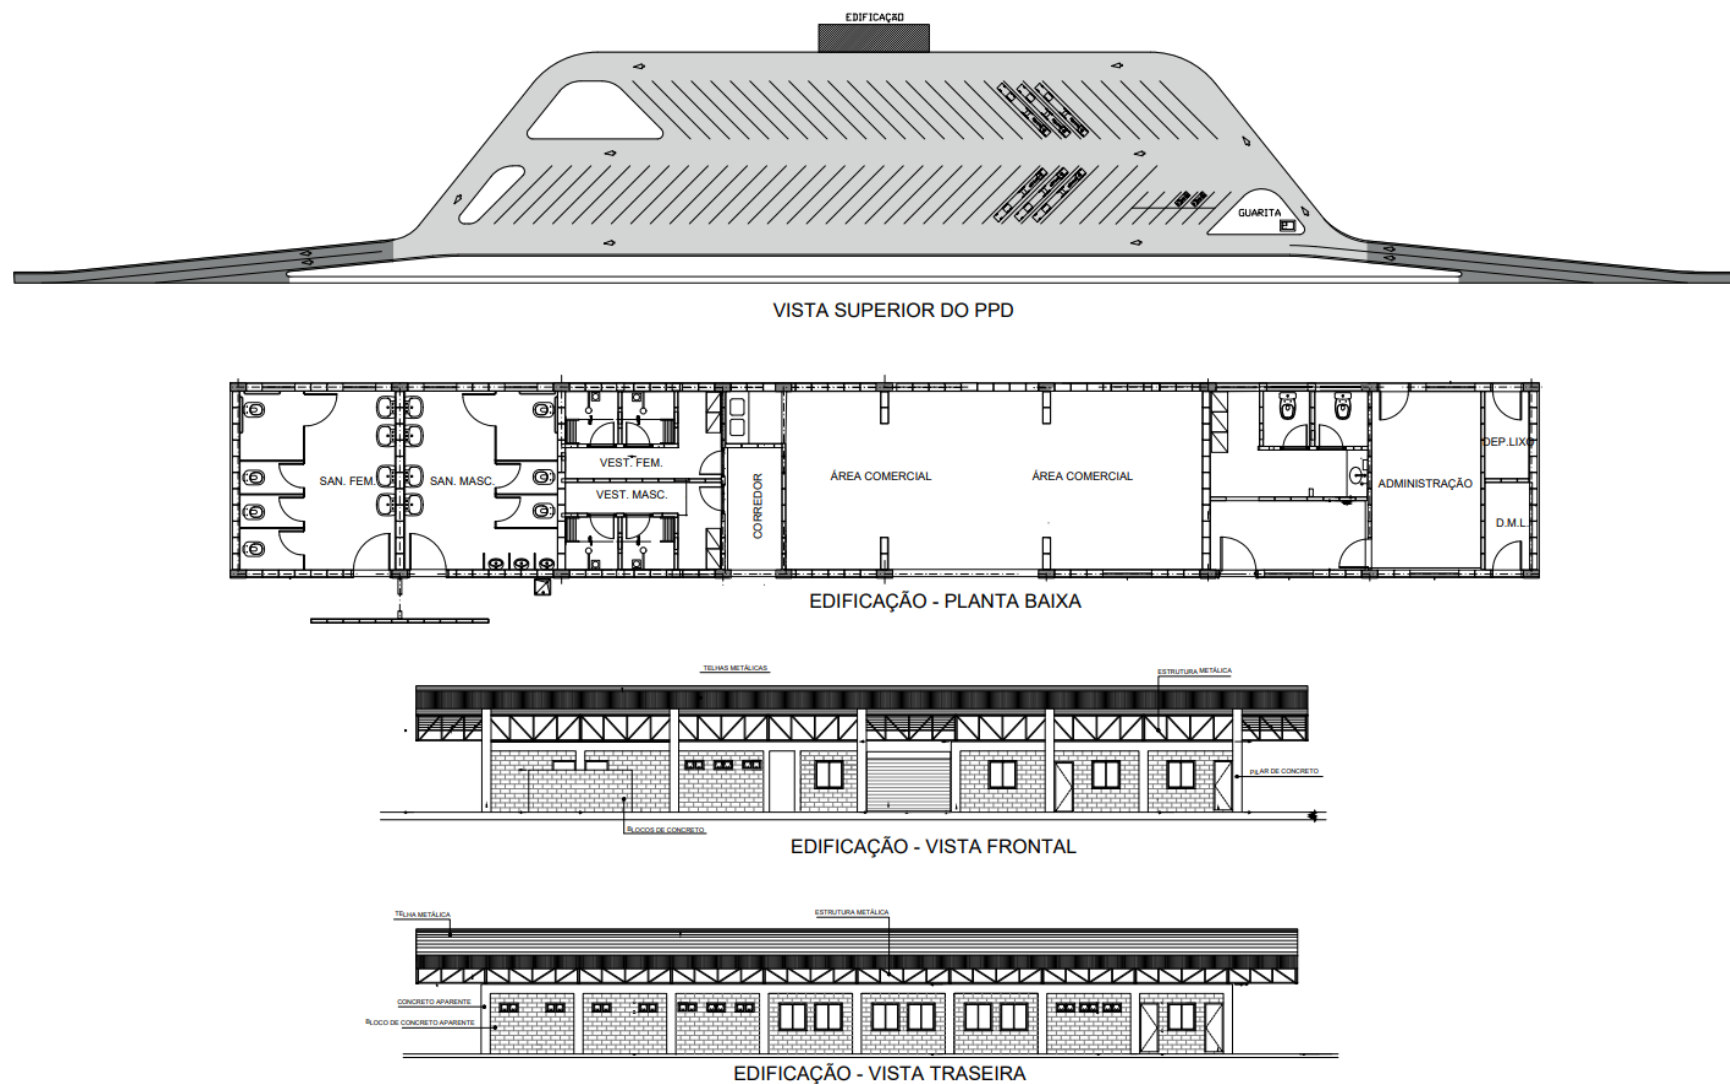 EDIFICAÇÃO
GUARITA
VISTA SUPERIOR DO PPD
SAN. FEM.
SAN. MASC.
VEST. FEM.
VEST. MASC.
CORREDOR
ÁREA COMERCIAL
ÁREA COMERCIAL
ADMINISTRAÇÃO
DEP.LIXO
D.M.L.
EDIFICAÇÃO - PLANTA BAIXA
TELHAS METÁLICAS
ESTRUTURA METÁLICA
PILAR DE CONCRETO
BLOCOS DE CONCRETO
EDIFICAÇÃO - VISTA FRONTAL
TELHA METÁLICA
ESTRUTURA METÁLICA
CONCRETO APARENTE
BLOCO DE CONCRETO APARENTE
EDIFICAÇÃO - VISTA TRASEIRA